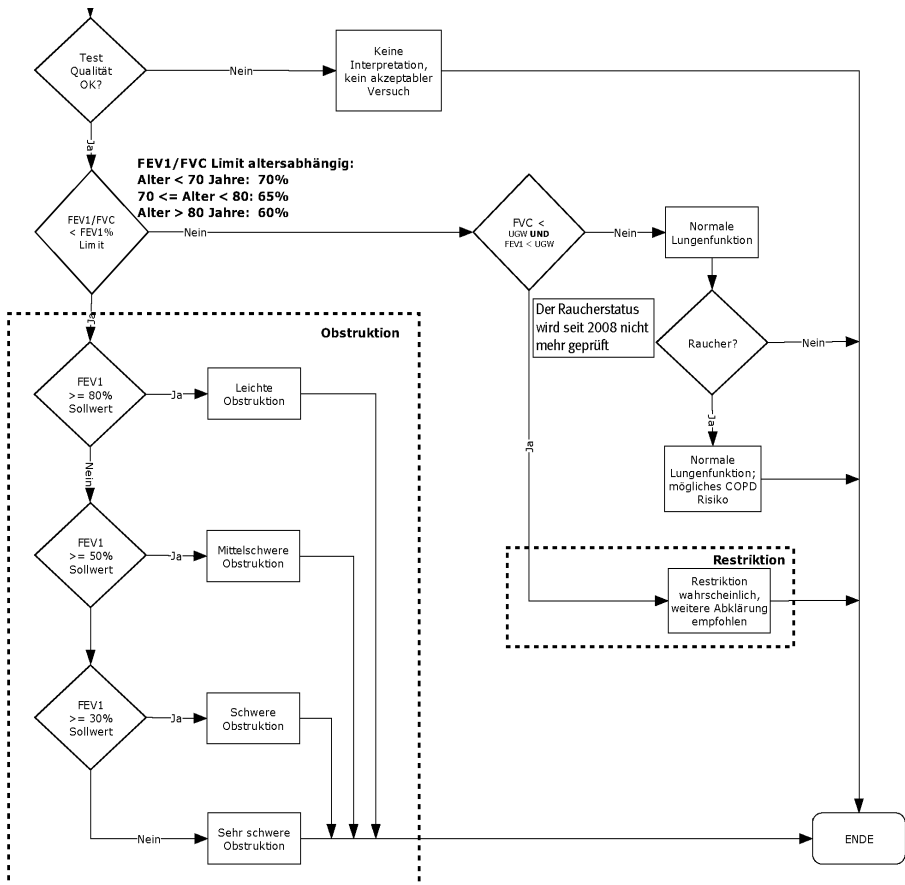 Test
Qualität
OK?
Nein
Keine
Interpretation,
kein akzeptabler
Versuch
Ja
FEV1/FVC Limit altersabhängig:
Alter < 70 Jahre: 70%
70 <= Alter < 80: 65%
Alter > 80 Jahre: 60%
FEV1/FVC
< FEV1%
Limit
Nein
FVC <
UGW UND
FEV1 < UGW
Nein
Normale
Lungenfunktion
Ja
Obstruktion
Der Raucherstatus
wird seit 2008 nicht
mehr geprüft
Raucher?
Nein
FEV1
>= 80%
Sollwert
Ja
Leichte
Obstruktion
Ja
Ja
Nein
Normale
Lungenfunktion;
mögliches COPD
Risiko
FEV1
>= 50%
Sollwert
Ja
Mittelschwere
Obstruktion
Restriktion
Restriktion
wahrscheinlich,
weitere Abklärung
empfohlen
FEV1
>= 30%
Sollwert
Ja
Schwere
Obstruktion
Nein
Sehr schwere
Obstruktion
ENDE